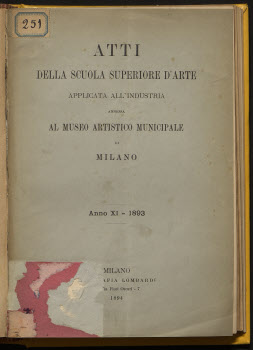 251
ATTI
DELLA SCUOLA SUPERIORE D'ARTE
APPLICATA ALL'INDUSTRIA
ANNESSA
AL MUSEO ARTISTICO MUNICIPALE
DI
MILANO
Anno XI - 1893
MILANO
LOMBARDI
1894